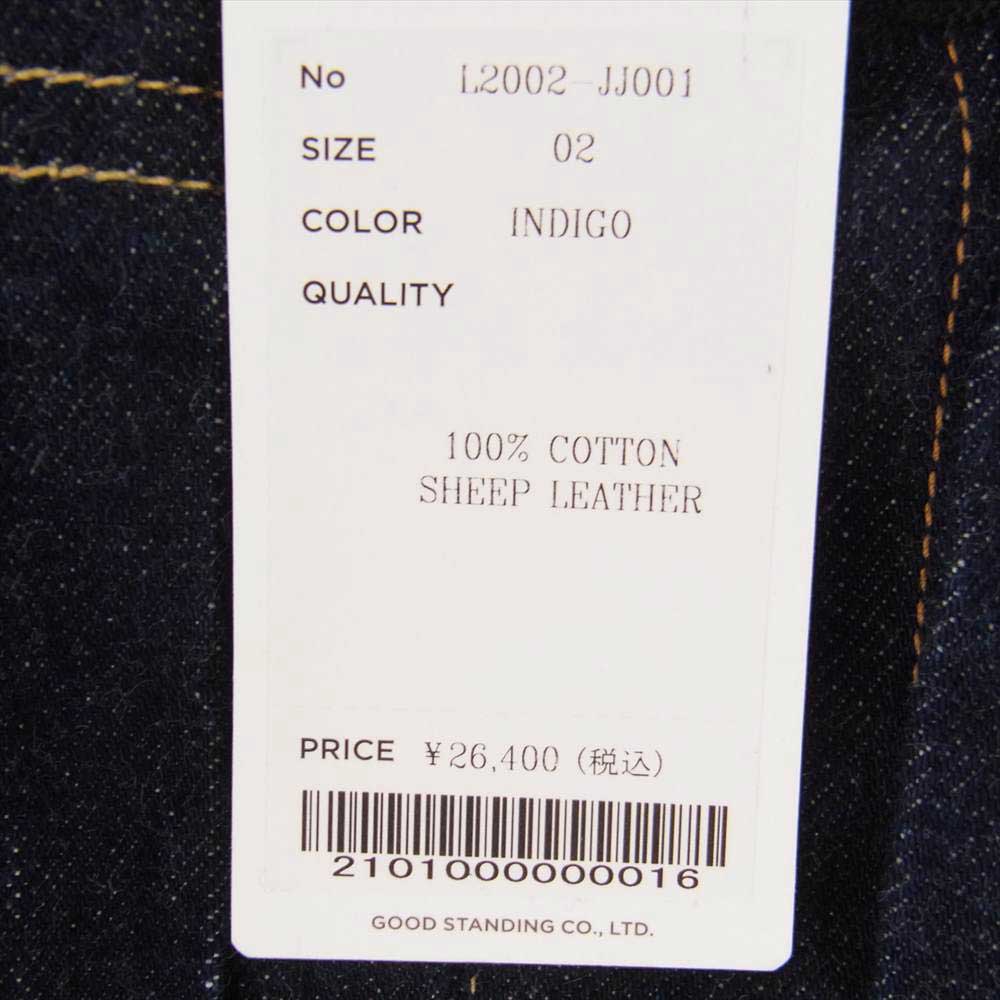 No L2002-JJ001
SIZE 02
COLOR INDIGO
QUALITY
100% COTTON
SHEEP LEATHER
PRICE ¥26,400 (税込)
2101000000016
GOOD STANDING CO., LTD.